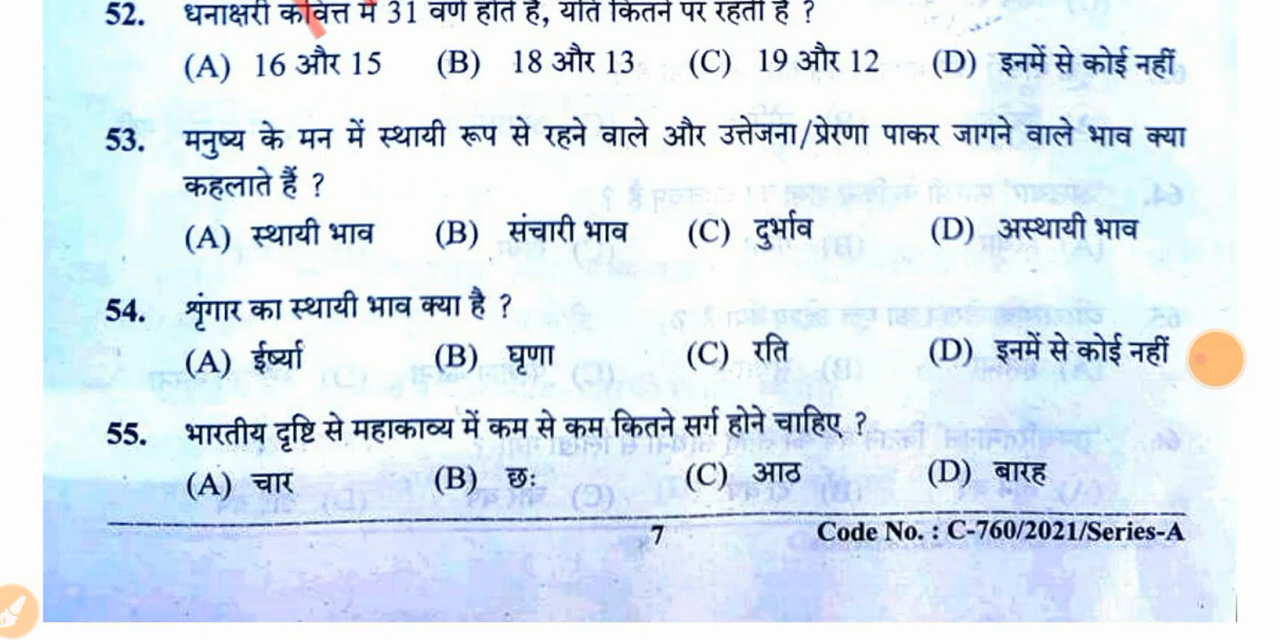 52. घनाक्षरी कवित्त में 31 वर्ण होते हैं, यति कितने पर रहती है ?
(A) 16 और 15 (B) 18 और 13 (C) 19 और 12 (D) इनमें से कोई नहीं
53. मनुष्य के मन में स्थायी रूप से रहने वाले और उत्तेजना/प्रेरणा पाकर जागने वाले भाव क्या
कहलाते हैं ?
(A) स्थायी भाव (B) संचारी भाव (C) दुर्भाव (D) अस्थायी भाव
54. शृंगार का स्थायी भाव क्या है ?
(A) ईर्ष्या (B) घृणा (C) रति (D) इनमें से कोई नहीं
55. भारतीय दृष्टि से महाकाव्य में कम से कम कितने सर्ग होने चाहिए ?
(A) चार (B) छः (C) आठ (D) बारह
7 Code No. : C-760/2021/Series-A